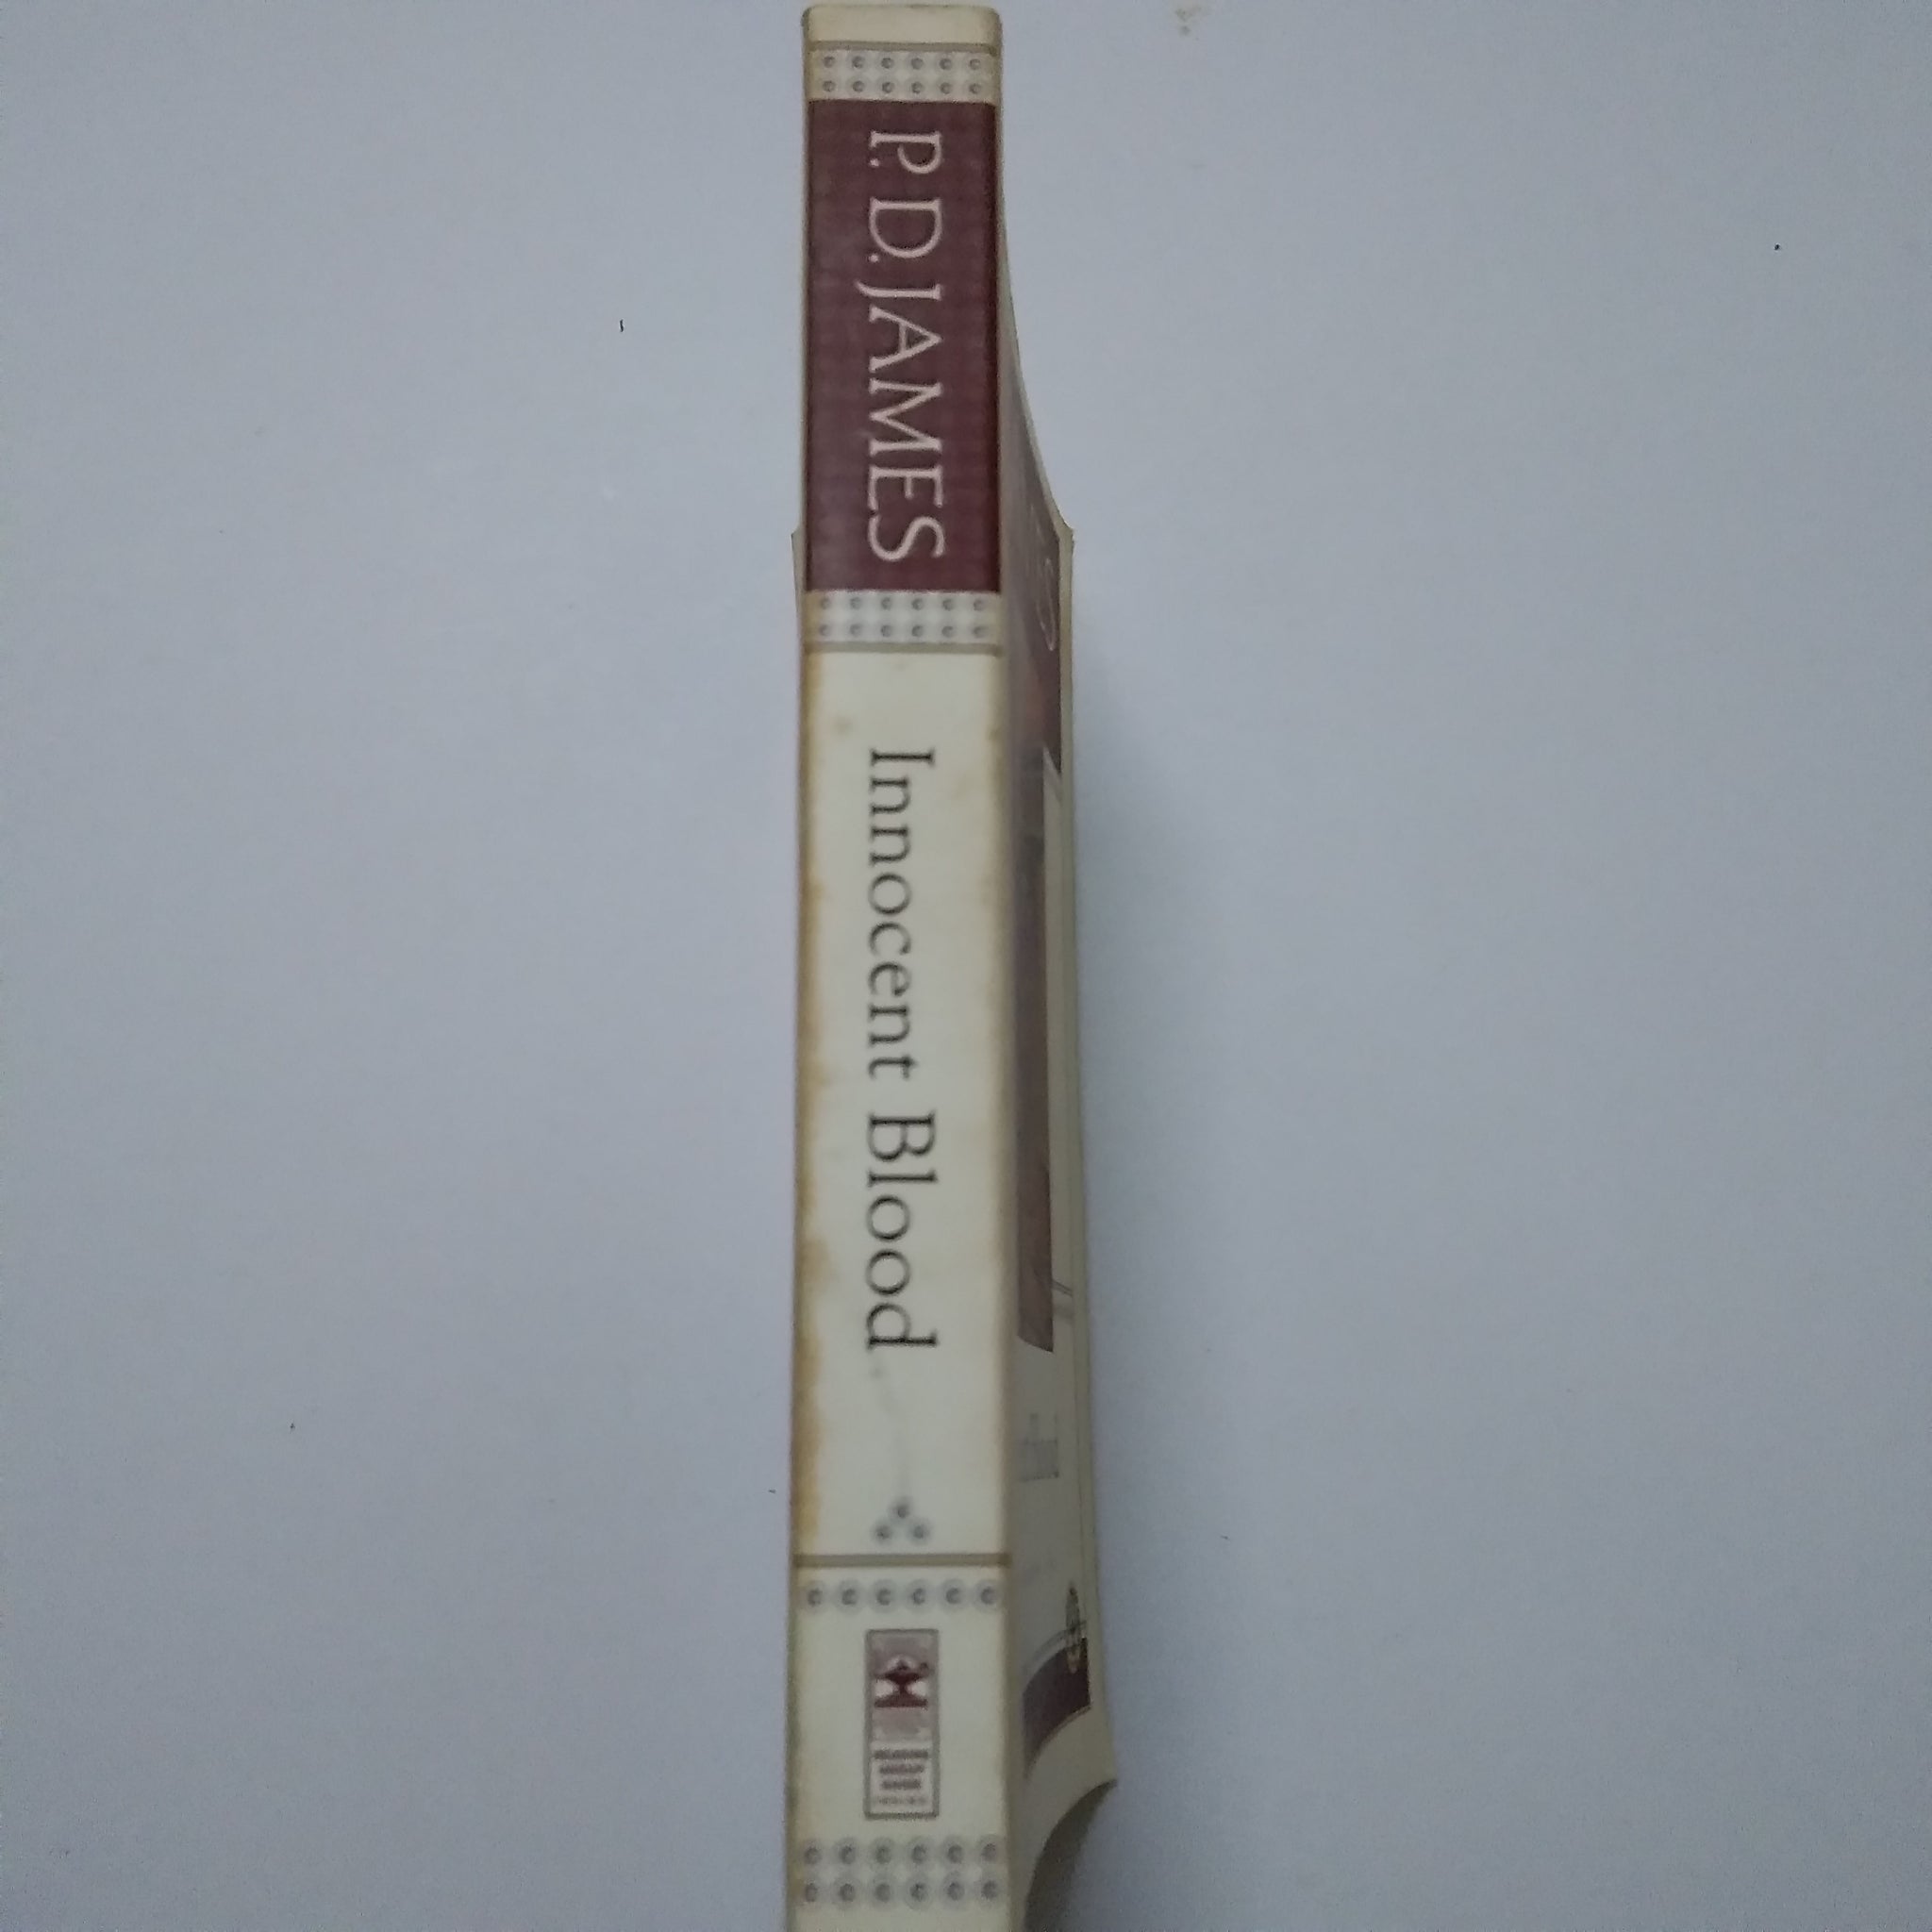 P. D. JAMES
Innocent Blood